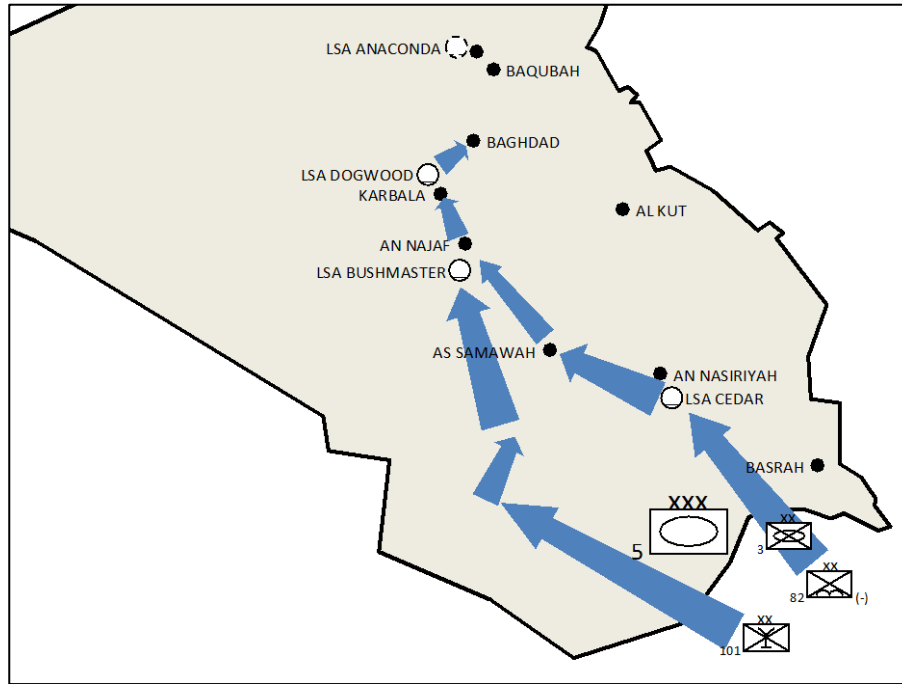 LSA ANACONDA
BAQUBAH
BAGHDAD
LSA DOGWOOD
KARBALA
AL KUT
AN NAJAF
LSA BUSHMASTER
AS SAMAWAH
AN NASIRIYAH
LSA CEDAR
BASRAH
XXX
5
XX
3
XX
82 (-)
XX
101